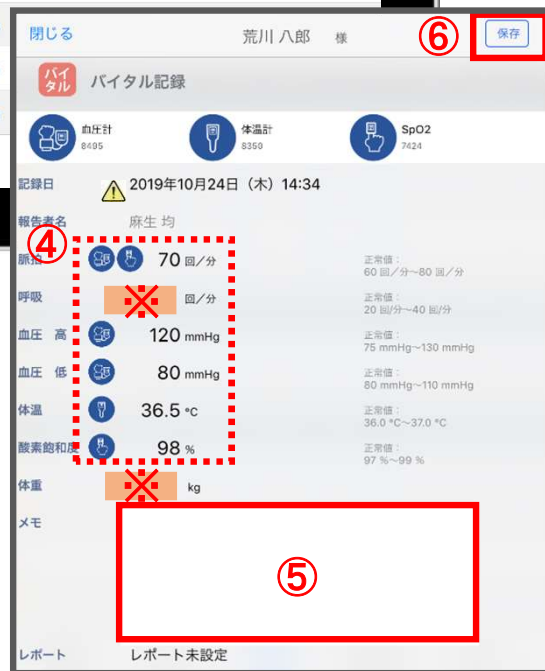 閉じる 荒川 八郎 様 ⑥ 保存
バイタル バイタル記録
血圧計 8495 体温計 8359 SpO2 7424
記録日 2019年10月24日（木）14:34
報告者名 麻生 均
④
脈拍 70 回／分 正常値： 60 回／分〜80 回／分
呼吸 ※ 回／分 正常値： 20 回/分〜40 回/分
血圧 高 120 mmHg 正常値： 75 mmHg〜130 mmHg
血圧 低 80 mmHg 正常値： 80 mmHg〜110 mmHg
体温 36.5 °C 正常値： 36.0 °C〜37.0 °C
酸素飽和度 98 % 正常値： 97 %〜99 %
体重 ※ kg
メモ
⑤
レポート レポート未設定